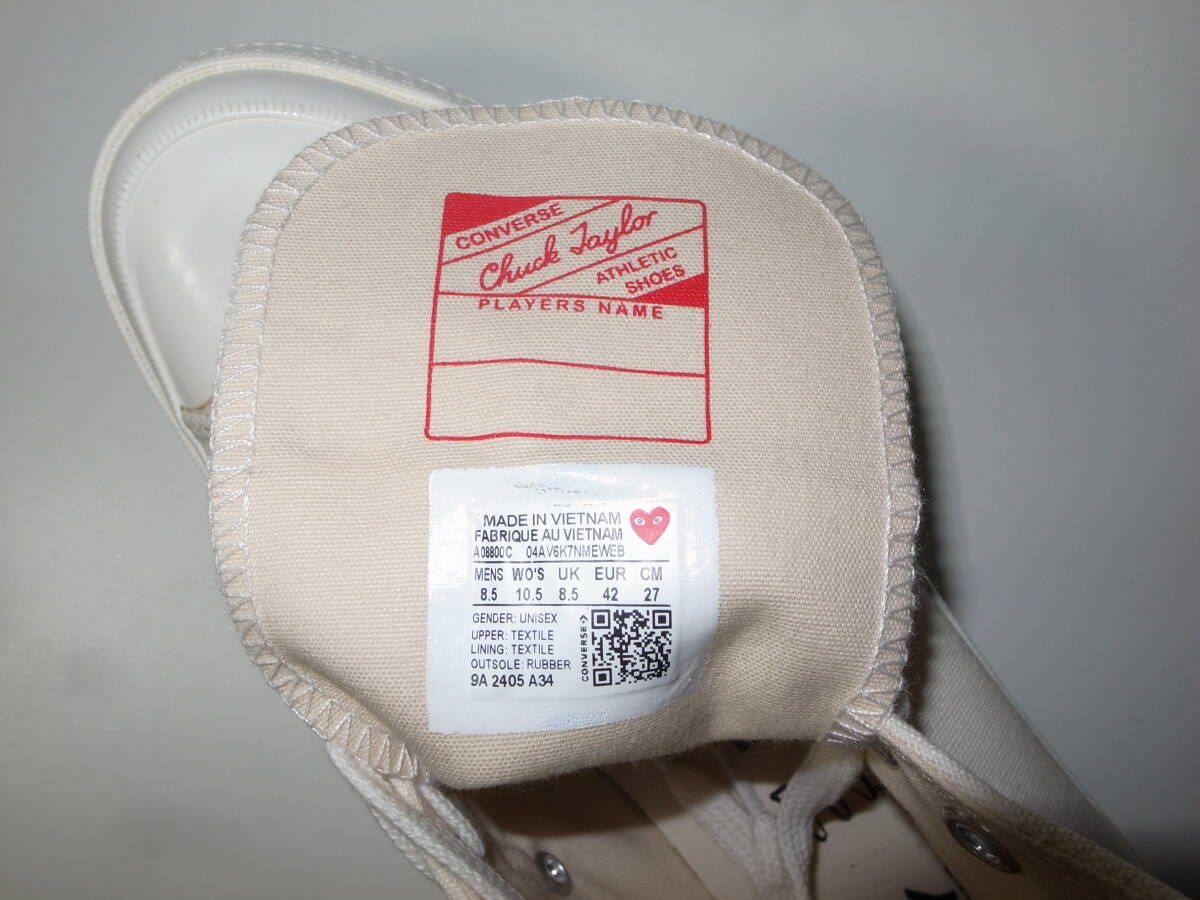 CONVERSE
Chuck Taylor
ATHLETIC
SHOES
PLAYERS NAME
MADE IN VIETNAM
FABRIQUE AU VIETNAM
A08800C 04AV6K7NMEWEB
MENS WO'S UK EUR CM
8.5 10.5 8.5 42 27
GENDER: UNISEX
UPPER: TEXTILE
LINING: TEXTILE
OUTSOLE: RUBBER
9A 2405 A34
CONVERSE